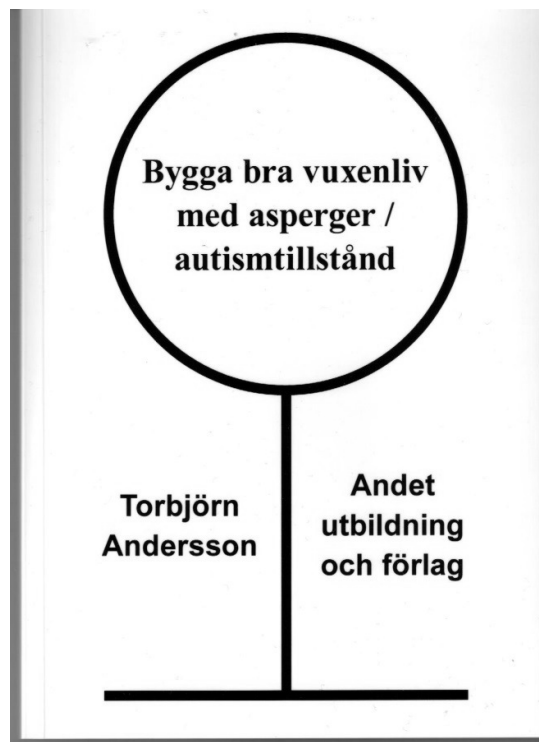 Bygga bra vuxenliv
med asperger /
autismtillstånd
Torbjörn
Andersson
Andet
utbildning
och förlag